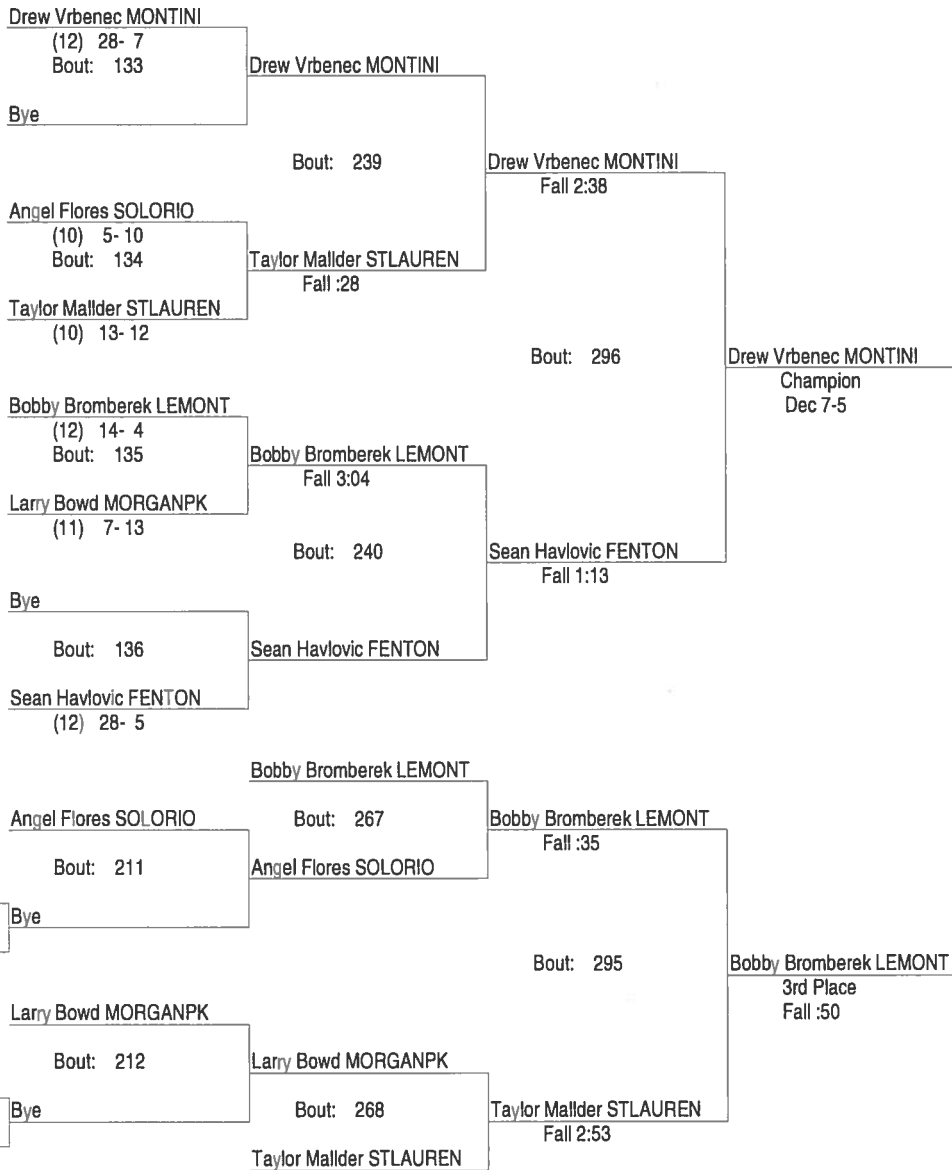 Drew Vrbenec MONTINI
(12) 28- 7
Bout: 133
Drew Vrbenec MONTINI
Bye
Bout: 239
Drew Vrbenec MONTINI
Fall 2:38
Angel Flores SOLORIO
(10) 5- 10
Bout: 134
Taylor Mallder STLAUREN
Fall :28
Taylor Mallder STLAUREN
(10) 13- 12
Bout: 296
Drew Vrbenec MONTINI
Champion
Dec 7-5
Bobby Bromberek LEMONT
(12) 14- 4
Bout: 135
Bobby Bromberek LEMONT
Fall 3:04
Larry Bowd MORGANPK
(11) 7- 13
Bout: 240
Sean Havlovic FENTON
Fall 1:13
Bye
Bout: 136
Sean Havlovic FENTON
Sean Havlovic FENTON
(12) 28- 5
Bobby Bromberek LEMONT
Angel Flores SOLORIO
Bout: 267
Bobby Bromberek LEMONT
Fall :35
Bout: 211
Angel Flores SOLORIO
Bye
Bout: 295
Bobby Bromberek LEMONT
3rd Place
Fall :50
Larry Bowd MORGANPK
Bout: 212
Larry Bowd MORGANPK
Bye
Bout: 268
Taylor Mallder STLAUREN
Fall 2:53
Taylor Mallder STLAUREN